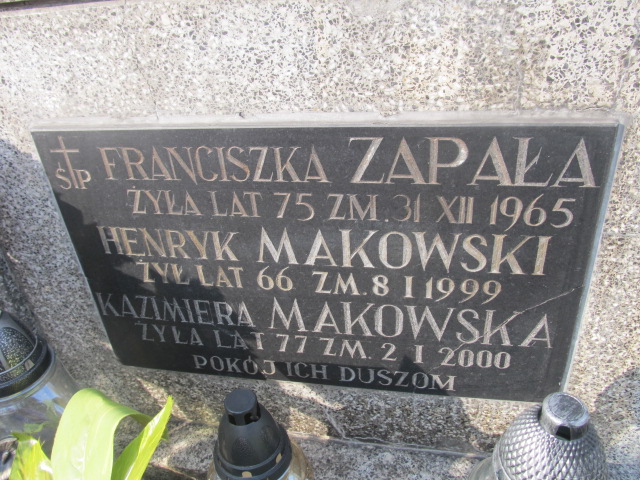 Ś†P FRANCISZKA ZAPAŁA
ŻYŁA LAT 75 ZM. 31 XII 1965
HENRYK MAKOWSKI
ŻYŁ LAT 66 ZM. 8 I 1999
KAZIMIERA MAKOWSKA
ŻYŁA LAT 77 ZM. 2 I 2000
POKÓJ ICH DUSZOM